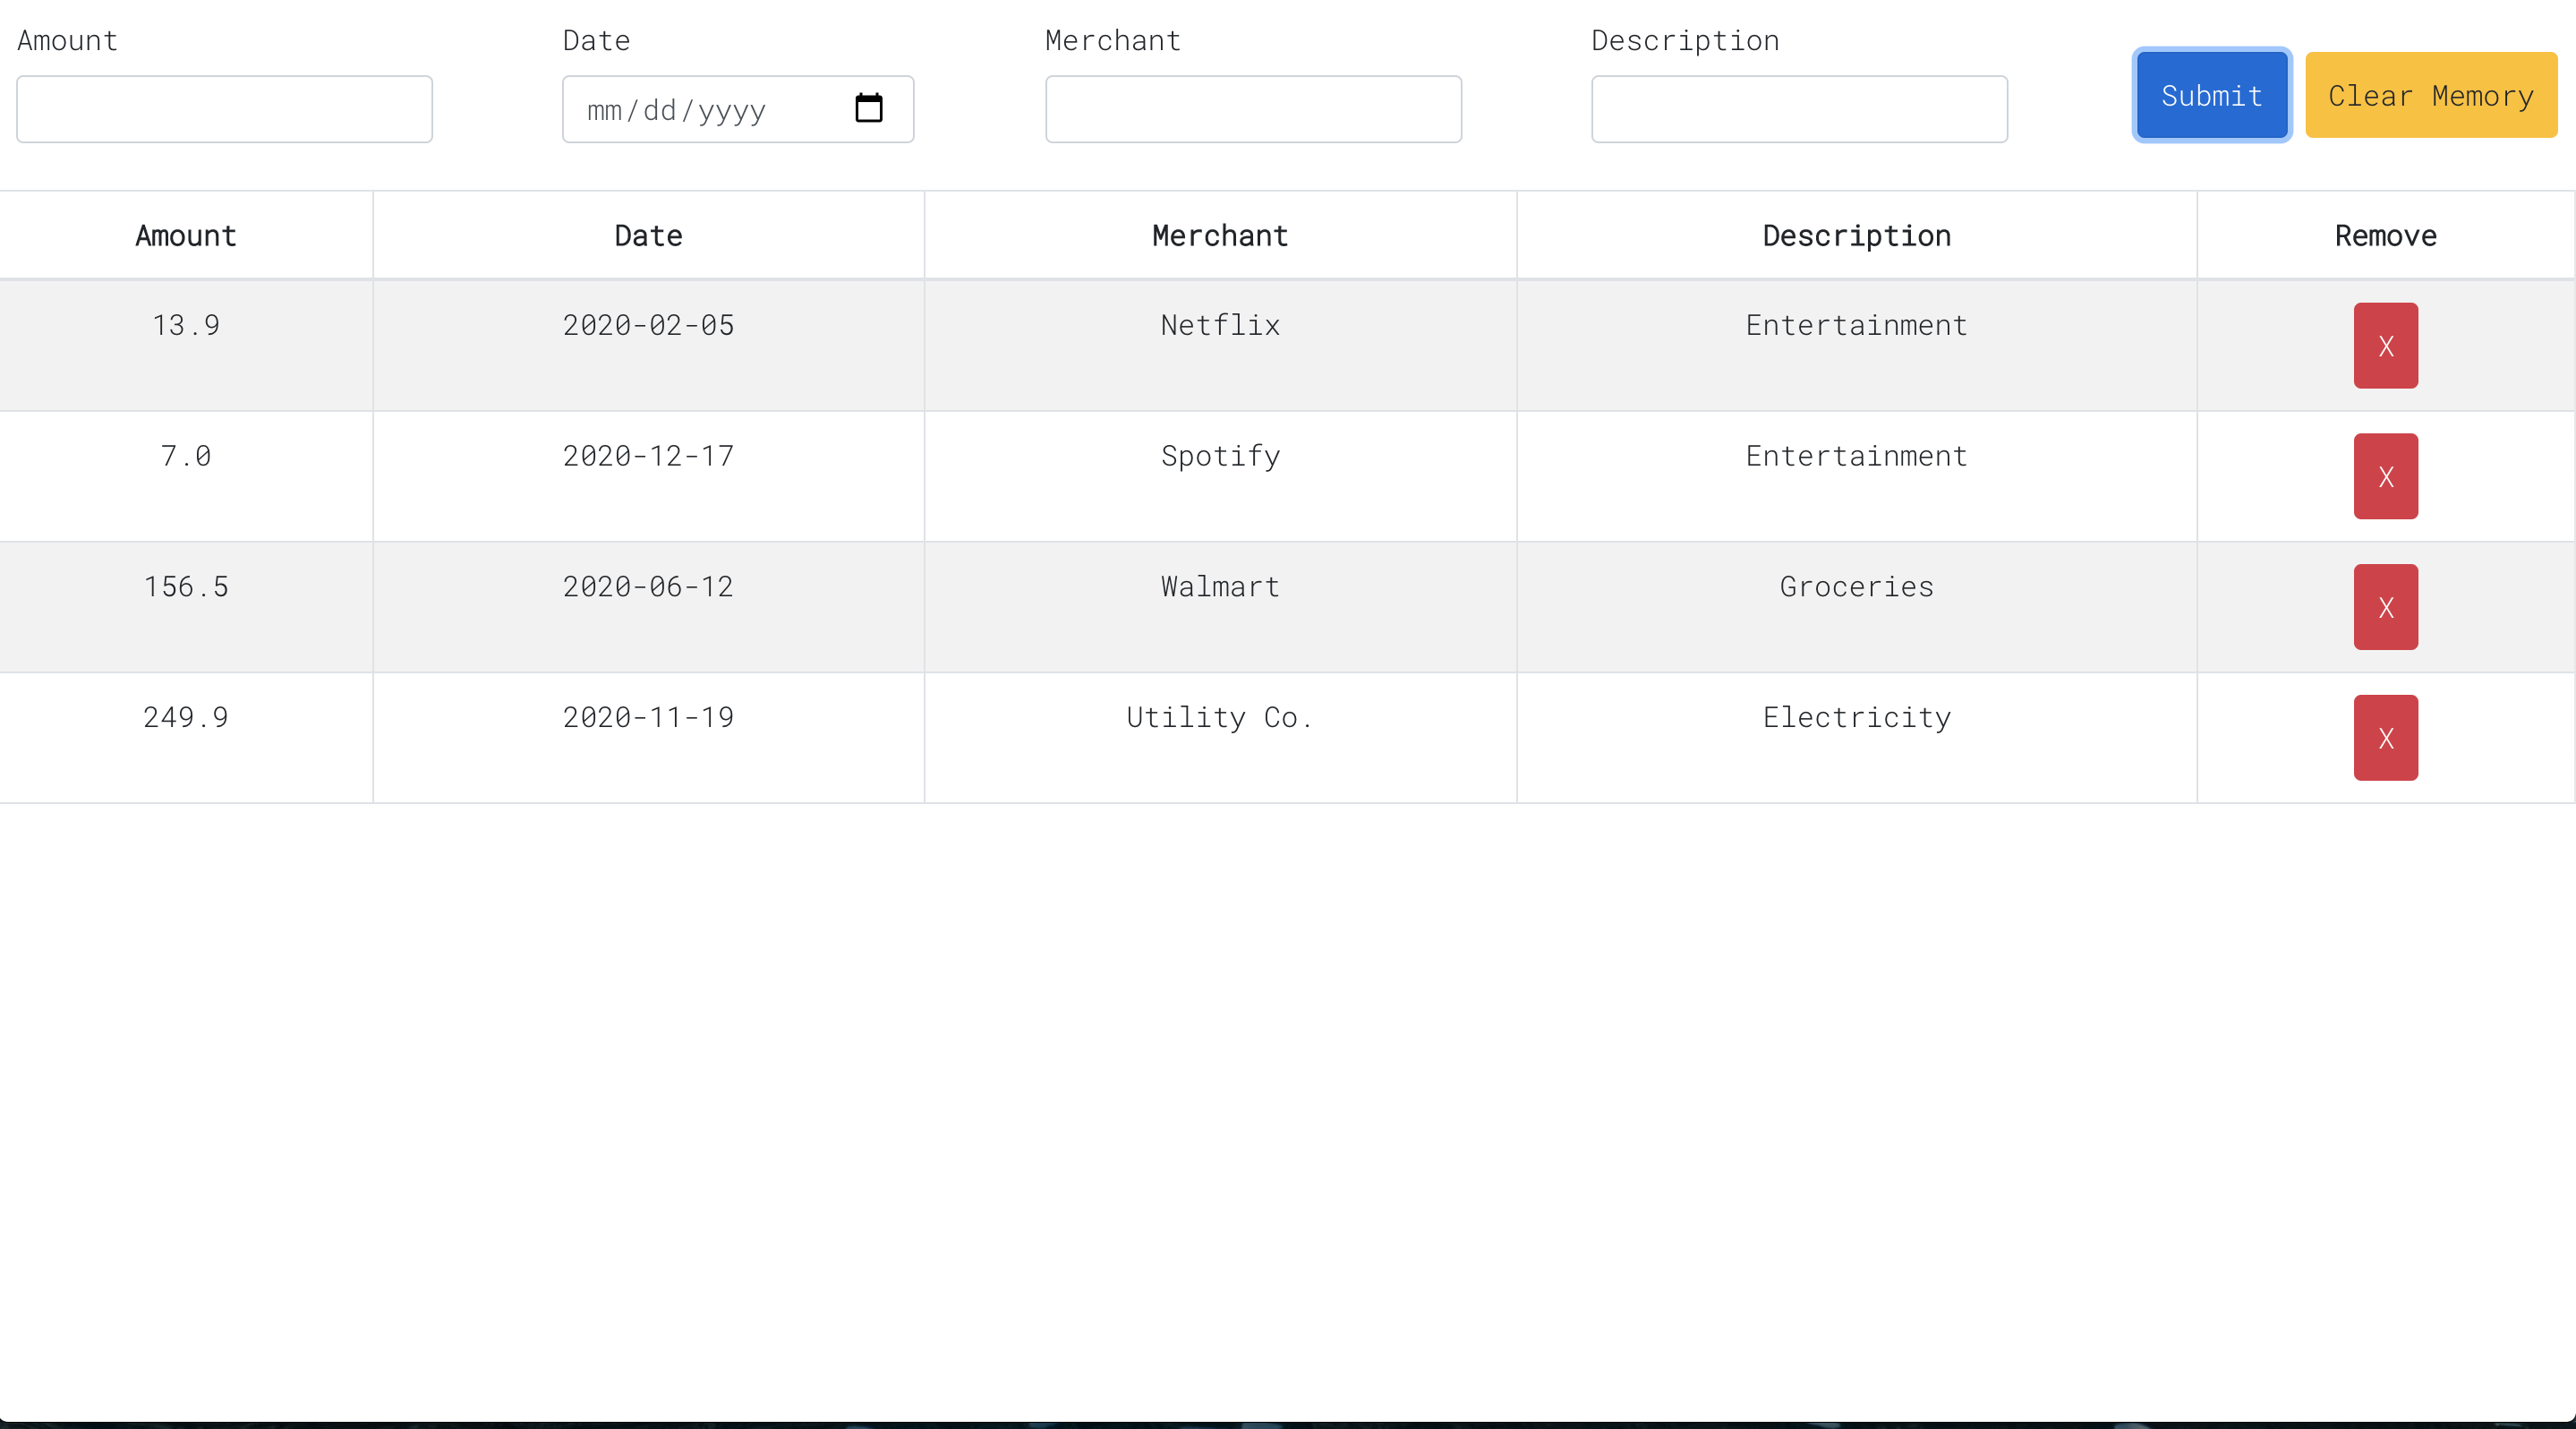 Amount Date Merchant Description
mm/dd/yyyy Submit Clear Memory
Amount Date Merchant Description Remove
13.9 2020-02-05 Netflix Entertainment X
7.0 2020-12-17 Spotify Entertainment X
156.5 2020-06-12 Walmart Groceries X
249.9 2020-11-19 Utility Co. Electricity X